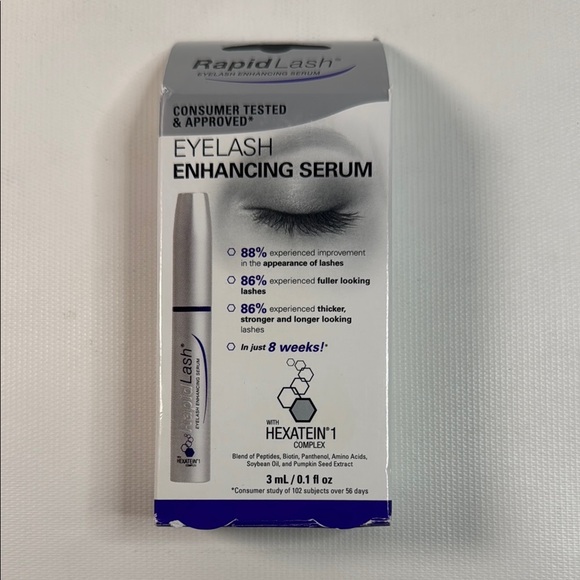 RapidLash®
EYELASH ENHANCING SERUM
CONSUMER TESTED
& APPROVED*
EYELASH
ENHANCING SERUM
88% experienced improvement
in the appearance of lashes
86% experienced fuller looking
lashes
86% experienced thicker,
stronger and longer looking
lashes
In just 8 weeks!*
WITH
HEXATEIN®1
COMPLEX
Blend of Peptides, Biotin, Panthenol, Amino Acids,
Soybean Oil, and Pumpkin Seed Extract
3 mL / 0.1 fl oz
*Consumer study of 102 subjects over 56 days
RapidLash®
EYELASH ENHANCING SERUM
WITH
HEXATEIN®1
COMPLEX